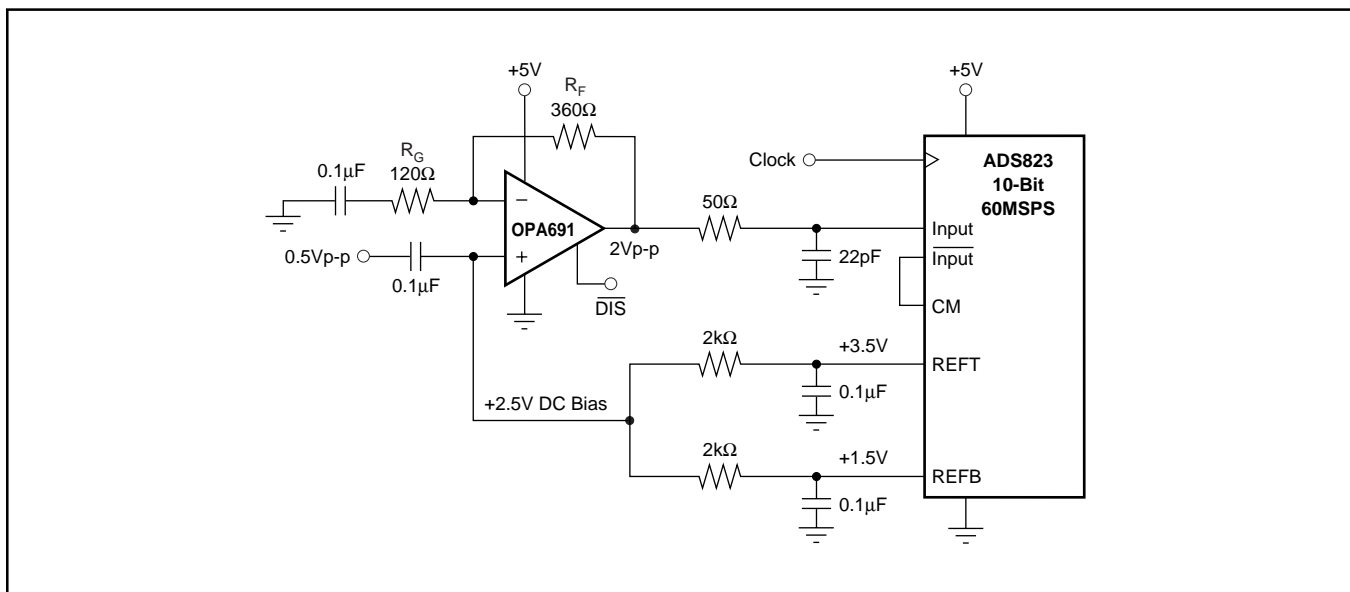 +5V
R_F
360Ω
+5V
Clock
ADS823
10-Bit
60MSPS
R_G
0.1µF
120Ω
50Ω
−
OPA691
+
2Vp-p
Input
Input
CM
22pF
0.5Vp-p
0.1µF
DIS
2kΩ
+3.5V
REFT
0.1µF
+2.5V DC Bias
2kΩ
+1.5V
REFB
0.1µF